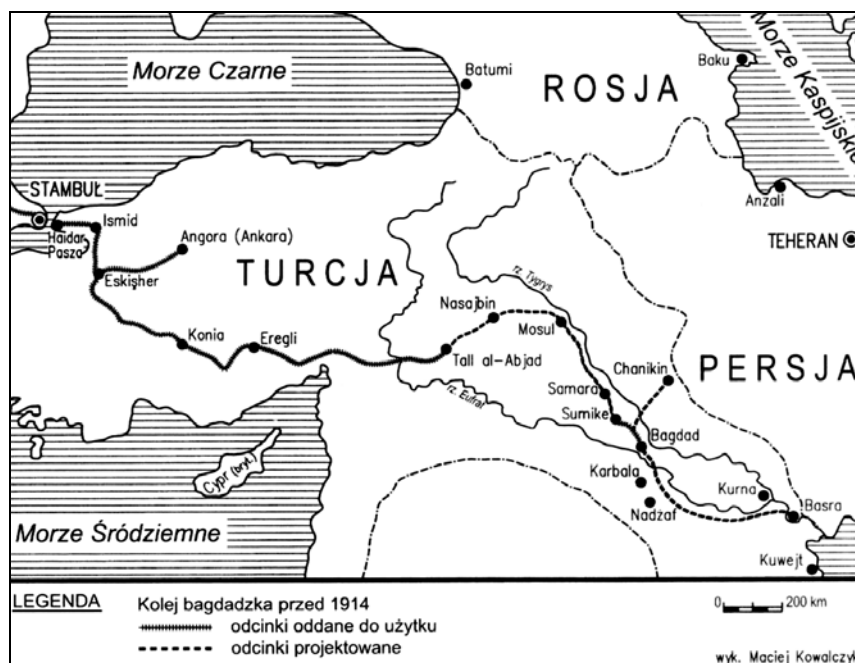 Morze Czarne
Batumi
Baku
Morze Kaspijskie
ROSJA
STAMBUŁ
Ismid
Haidar
Pasza
Angora (Ankara)
Anzali
TEHERAN
Eskişher
TURCJA
rz. Tygrys
Nasajbin
Mosul
Konia
Eregli
Tall al-Abjad
Chanikin
PERSJA
Samara
Sumike
rz. Eufrat
Bagdad
Cypr (bryt.)
Karbala
Kurna
Nadżaf
Basra
Morze Śródziemne
Kuwejt
LEGENDA
Kolej bagdadzka przed 1914
odcinki oddane do użytku
odcinki projektowane
0 200 km
wyk. Maciej Kowalczyk